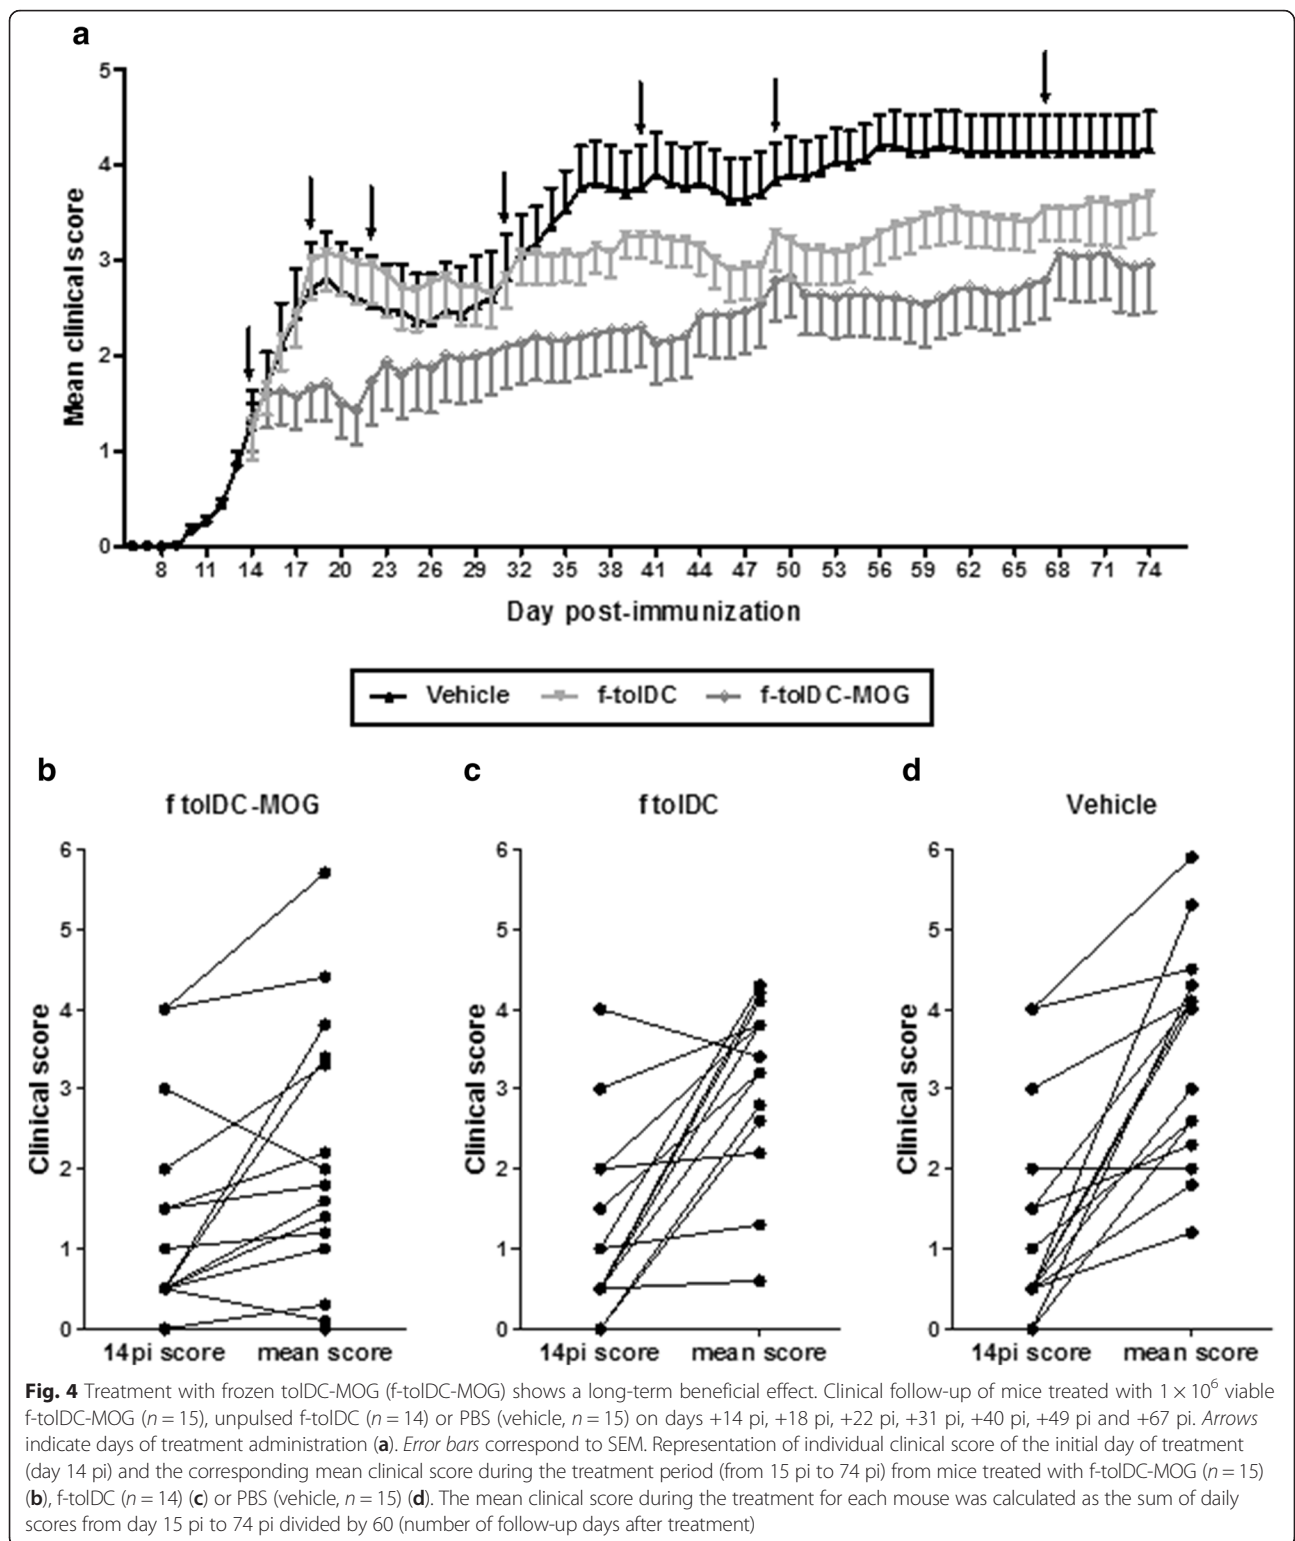 a
5
4
3
2
1
0
Mean clinical score
8 11 14 17 20 23 26 29 32 35 38 41 44 47 50 53 56 59 62 65 68 71 74
Day post-immunization
Vehicle f-tolDC f-tolDC-MOG
b
f tolDC-MOG
6
5
4
3
2
1
0
Clinical score
14pi score mean score
c
f tolDC
6
5
4
3
2
1
0
Clinical score
14pi score mean score
d
Vehicle
6
5
4
3
2
1
0
Clinical score
14pi score mean score
Fig. 4 Treatment with frozen tolDC-MOG (f-tolDC-MOG) shows a long-term beneficial effect. Clinical follow-up of mice treated with 1 × 10⁶ viable
f-tolDC-MOG (n = 15), unpulsed f-tolDC (n = 14) or PBS (vehicle, n = 15) on days +14 pi, +18 pi, +22 pi, +31 pi, +40 pi, +49 pi and +67 pi. Arrows
indicate days of treatment administration (a). Error bars correspond to SEM. Representation of individual clinical score of the initial day of treatment
(day 14 pi) and the corresponding mean clinical score during the treatment period (from 15 pi to 74 pi) from mice treated with f-tolDC-MOG (n = 15)
(b), f-tolDC (n = 14) (c) or PBS (vehicle, n = 15) (d). The mean clinical score during the treatment for each mouse was calculated as the sum of daily
scores from day 15 pi to 74 pi divided by 60 (number of follow-up days after treatment)